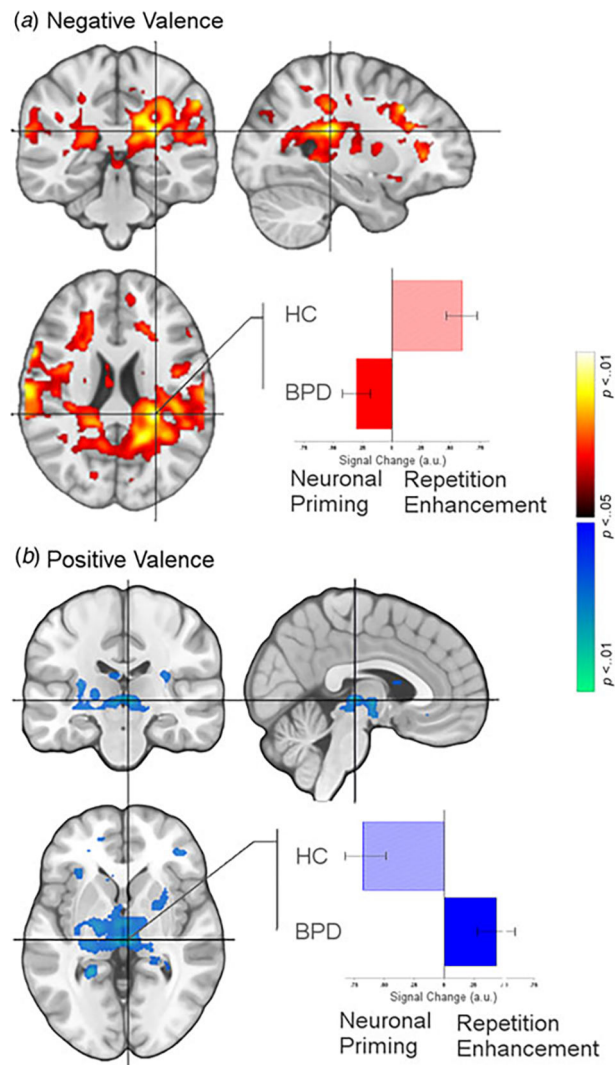 (a) Negative Valence
HC
BPD
Signal Change (a.u.)
Neuronal
Priming
Repetition
Enhancement
p <..01
p <..05
p <..01
(b) Positive Valence
HC
BPD
Signal Change (a.u.)
Neuronal
Priming
Repetition
Enhancement